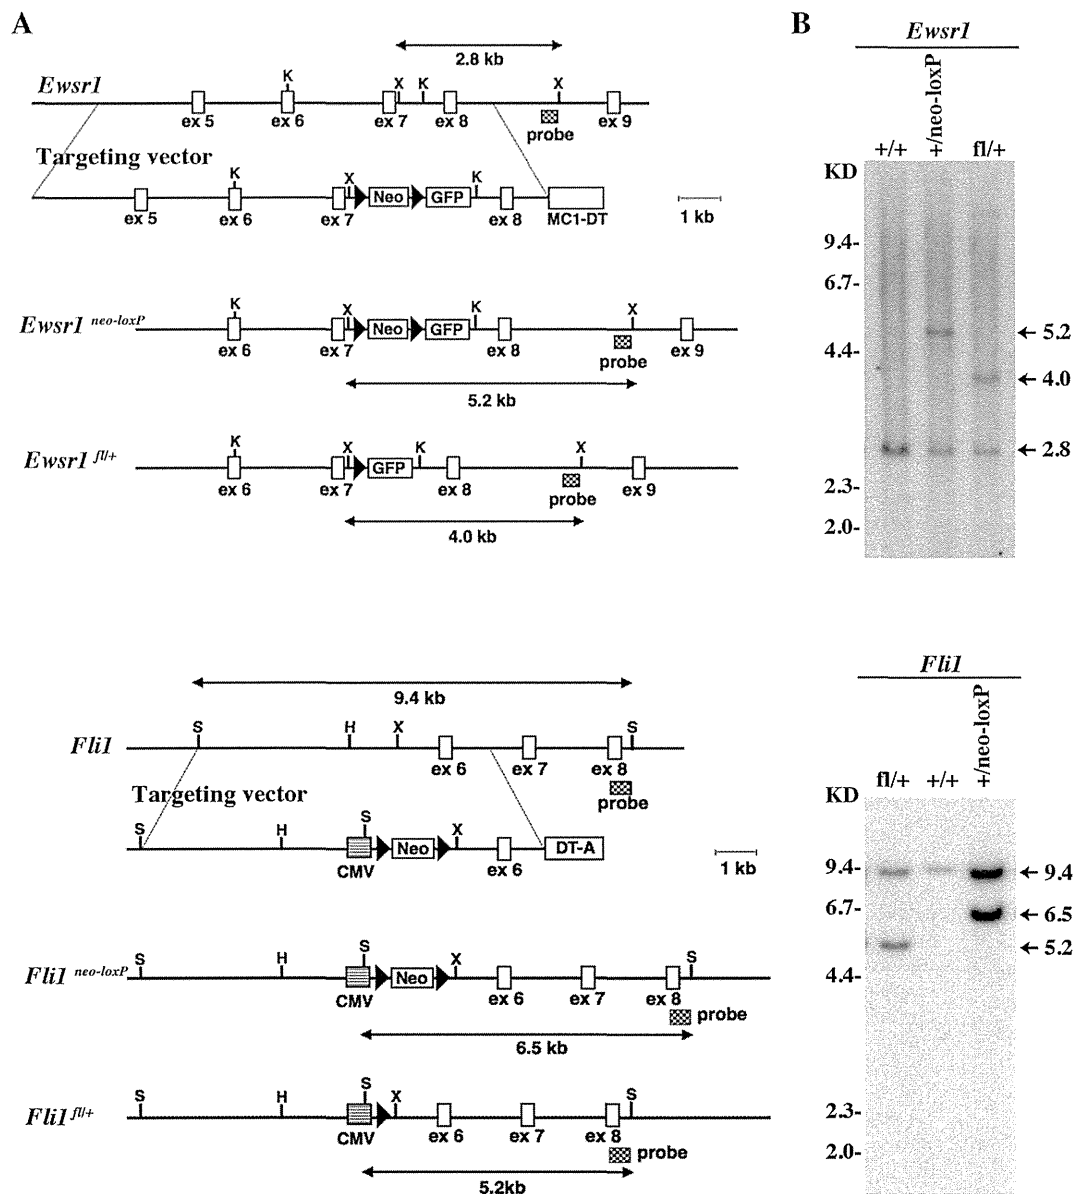 A
2.8 kb
Ewsr1
K
X
K
X
ex 5
ex 6
ex 7
ex 8
probe
ex 9
Targeting vector
K
X
Neo
GFP
K
ex 5
ex 6
ex 7
ex 8
MC1-DT
1 kb
Ewsr1 neo-loxP
K
X
Neo
GFP
K
X
ex 6
ex 7
ex 8
probe
ex 9
5.2 kb
Ewsr1 fl/+
K
X
GFP
K
X
ex 6
ex 7
ex 8
probe
ex 9
4.0 kb
B
Ewsr1
+/+
+/neo-loxP
fl/+
KD
9.4-
6.7-
4.4-
2.3-
2.0-
5.2
4.0
2.8
9.4 kb
Fli1
S
H
X
S
ex 6
ex 7
ex 8
probe
Targeting vector
S
H
S
X
CMV
Neo
ex 6
DT-A
1 kb
Fli1 neo-loxP
S
H
S
X
S
CMV
Neo
ex 6
ex 7
ex 8
probe
6.5 kb
Fli1 fl/+
S
H
S
X
S
CMV
ex 6
ex 7
ex 8
probe
5.2kb
Fli1
fl/+
+/+
+/neo-loxP
KD
9.4-
6.7-
4.4-
2.3-
2.0-
9.4
6.5
5.2